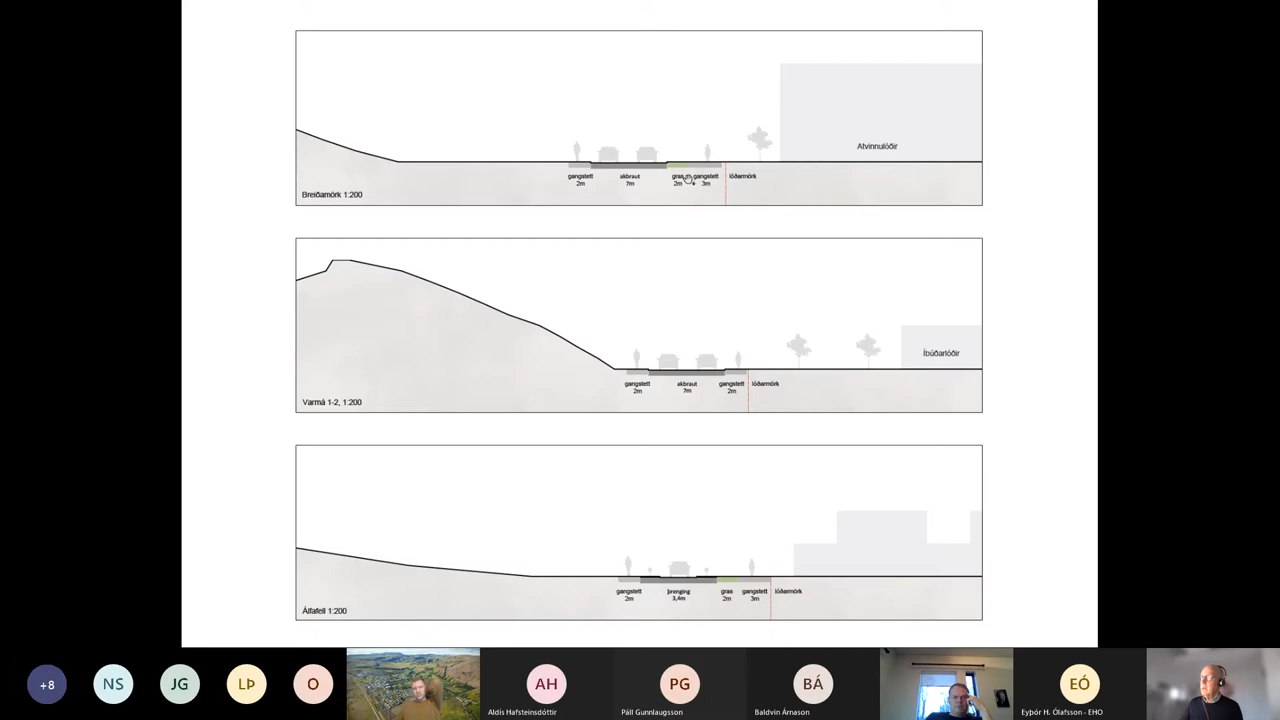 Atvinnulóðir
gangstett akbraut gras gangstett lóðarmörk
2m 7m 2m 3m
Breiðamörk 1:200
Íbúðarlóðir
gangstett akbraut gangstett lóðarmörk
2m 7m 2m
Varmá 1-2, 1:200
gangstett þrenging gras gangstett lóðarmörk
2m 3,4m 2m 3m
Álfafell 1:200
+8 NS JG LÞ O AH PG BÁ EÓ
Aldís Hafsteinsdóttir Páll Gunnlaugsson Baldvin Árnason Eyþór H. Ólafsson - EHO